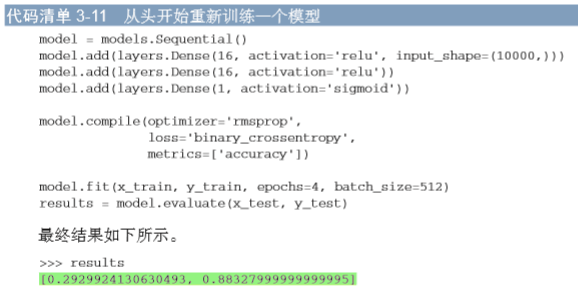 代码清单 3-11 从头开始重新训练一个模型
model = models.Sequential()
model.add(layers.Dense(16, activation='relu', input_shape=(10000,)))
model.add(layers.Dense(16, activation='relu'))
model.add(layers.Dense(1, activation='sigmoid'))
model.compile(optimizer='rmsprop',
loss='binary_crossentropy',
metrics=['accuracy'])
model.fit(x_train, y_train, epochs=4, batch_size=512)
results = model.evaluate(x_test, y_test)
最终结果如下所示。
>>> results
[0.2929924130630493, 0.88327999999999995]